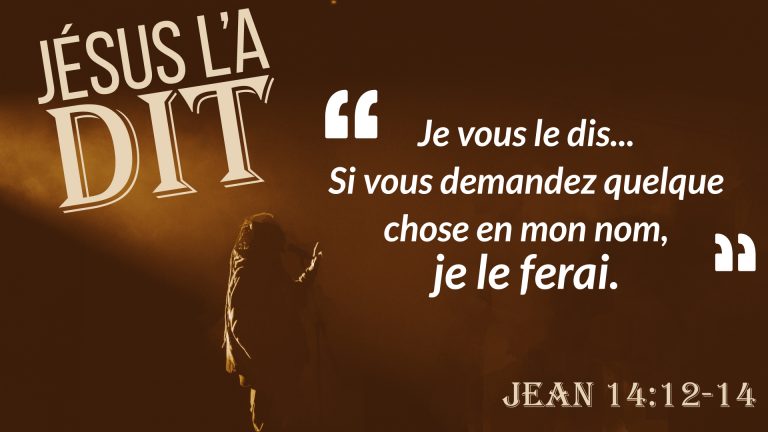 JÉSUS L'A
DIT
“ Je vous le dis...
Si vous demandez quelque
chose en mon nom,
je le ferai. ”
JEAN 14:12-14